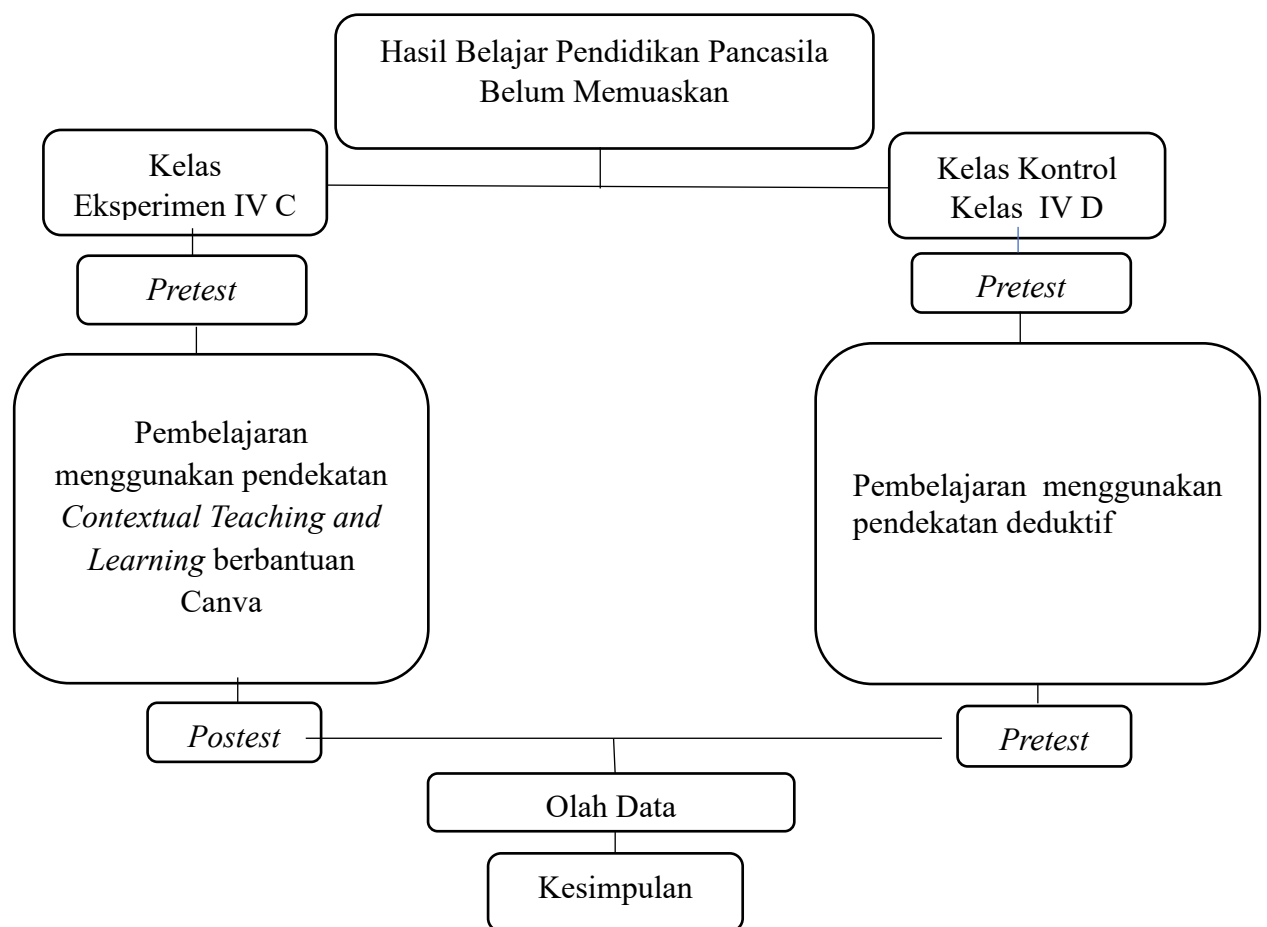 Hasil Belajar Pendidikan Pancasila
Belum Memuaskan
Kelas
Eksperimen IV C
Kelas Kontrol
Kelas IV D
Pretest
Pretest
Pembelajaran
menggunakan pendekatan
Contextual Teaching and
Learning berbantuan
Canva
Pembelajaran menggunakan
pendekatan deduktif
Postest
Pretest
Olah Data
Kesimpulan